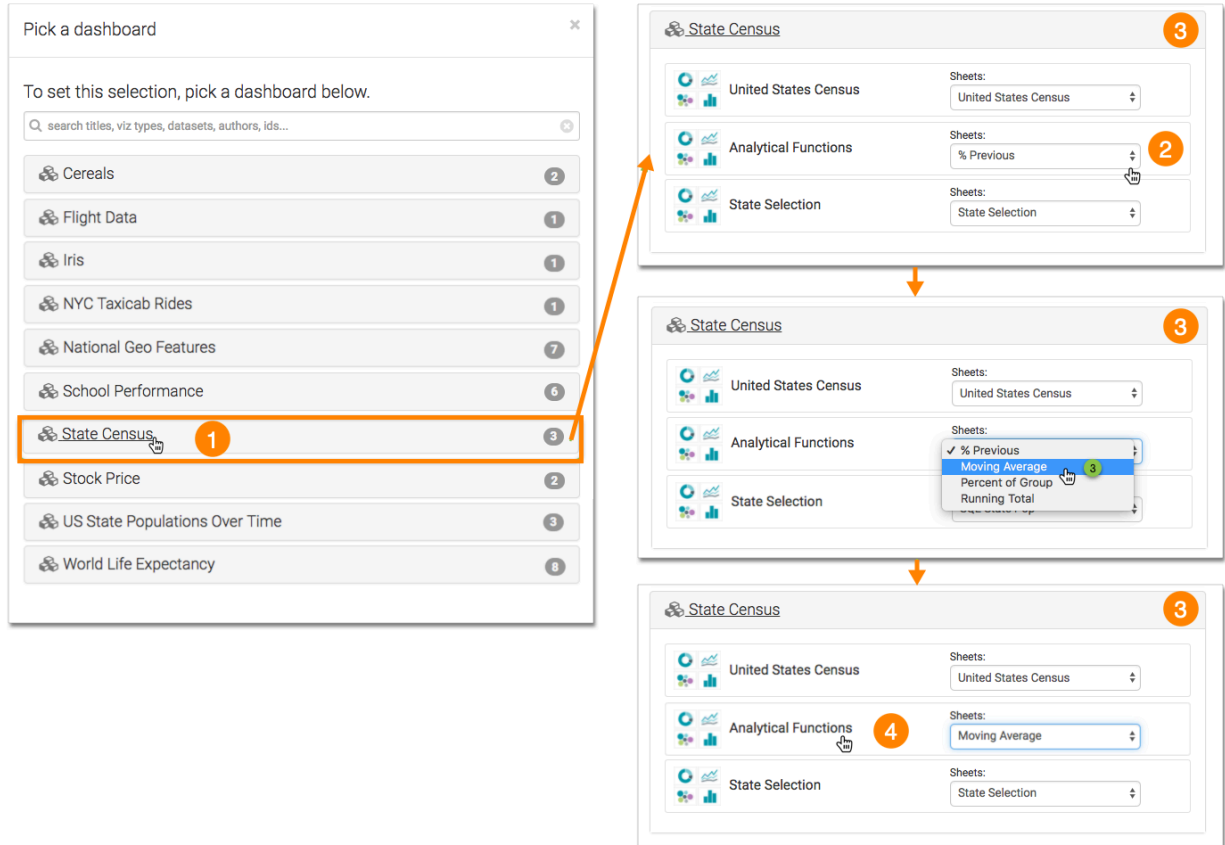 Pick a dashboard
×
To set this selection, pick a dashboard below.
search titles, viz types, datasets, authors, ids...
Cereals 2
Flight Data 1
Iris 1
NYC Taxicab Rides 1
National Geo Features 7
School Performance 6
State Census 1 3
Stock Price 2
US State Populations Over Time 3
World Life Expectancy 8
State Census 3
Sheets:
United States Census United States Census
Sheets:
Analytical Functions % Previous 2
Sheets:
State Selection State Selection
State Census 3
Sheets:
United States Census United States Census
Sheets:
Analytical Functions
✓ % Previous
Moving Average 3
Percent of Group
Running Total
State Selection
State Census 3
Sheets:
United States Census United States Census
Sheets:
Analytical Functions 4 Moving Average
Sheets:
State Selection State Selection